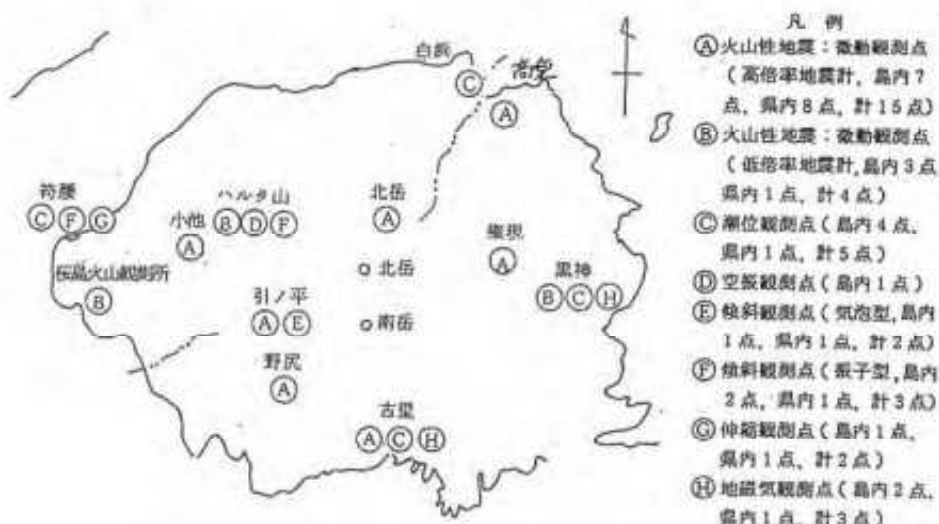 凡例
Ⓐ火山性地震：微動観測点
（高倍率地震計，島内7
点，県内8点，計15点）
Ⓑ火山性地震：微動観測点
（低倍率地震計，島内3点
県内1点，計4点）
Ⓒ潮位観測点（島内4点，
県内1点，計5点）
Ⓓ空振観測点（島内1点）
Ⓔ傾斜観測点（気泡型，島内
1点，県内1点，計2点）
Ⓕ傾斜観測点（振子型，島内
2点，県内1点，計3点）
Ⓖ伸縮観測点（島内1点，
県内1点，計2点）
Ⓗ地磁気観測点（島内2点，
県内1点，計3点）
白浜
Ⓒ
高免
Ⓐ
袴腰
ⒸⒻⒼ
小池
Ⓐ
ハルタ山
ⒷⒹⒻ
北岳
Ⓐ
権現
Ⓐ
黒神
ⒷⒸⒽ
桜島火山観測所
Ⓑ
引ノ平
ⒶⒺ
北岳
南岳
野尻
Ⓐ
古里
ⒶⒸⒽ